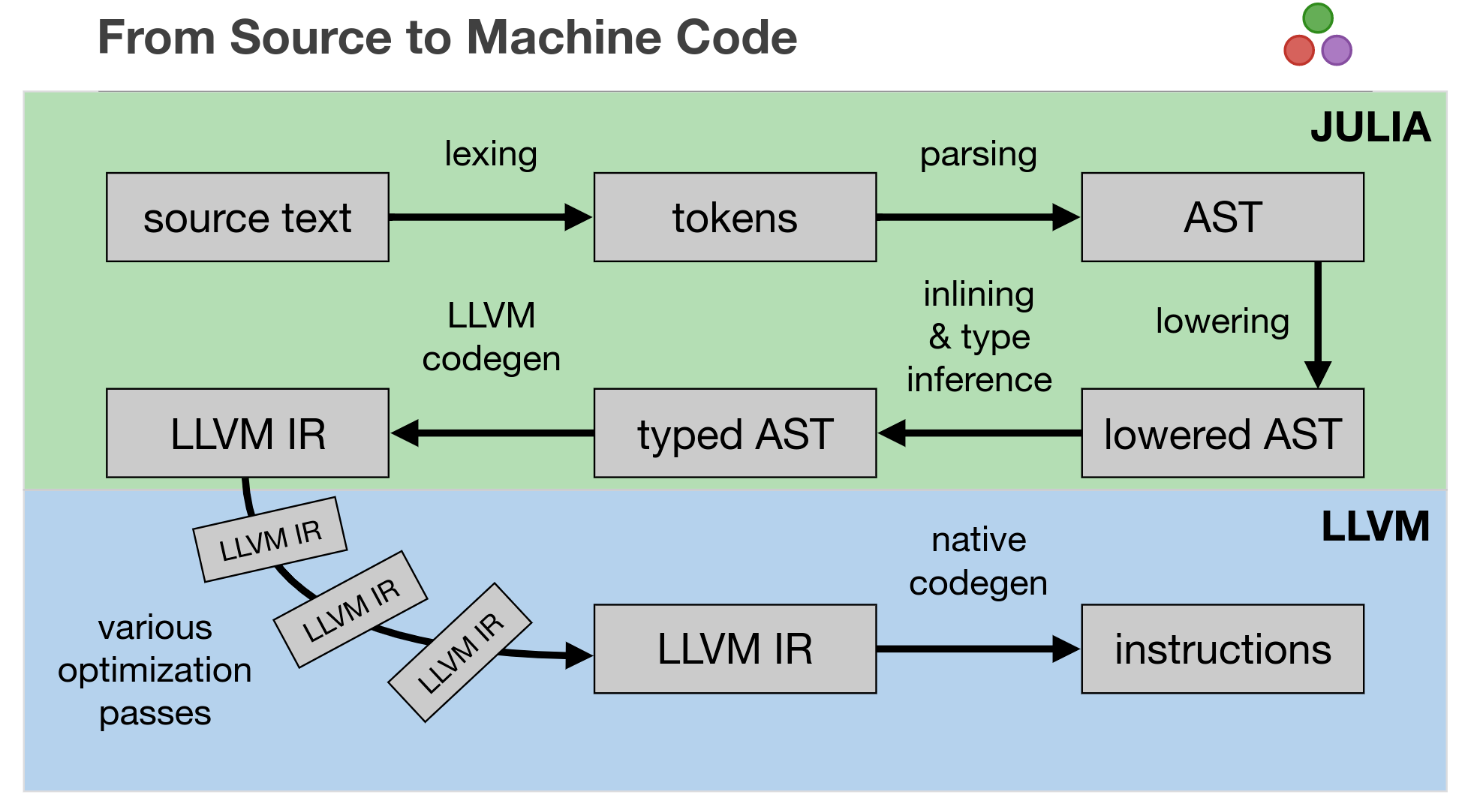 From Source to Machine Code
JULIA
lexing
parsing
source text
tokens
AST
LLVM
codegen
inlining
& type
inference
lowering
LLVM IR
typed AST
lowered AST
LLVM
LLVM IR
LLVM IR
LLVM IR
various
optimization
passes
native
codegen
LLVM IR
instructions